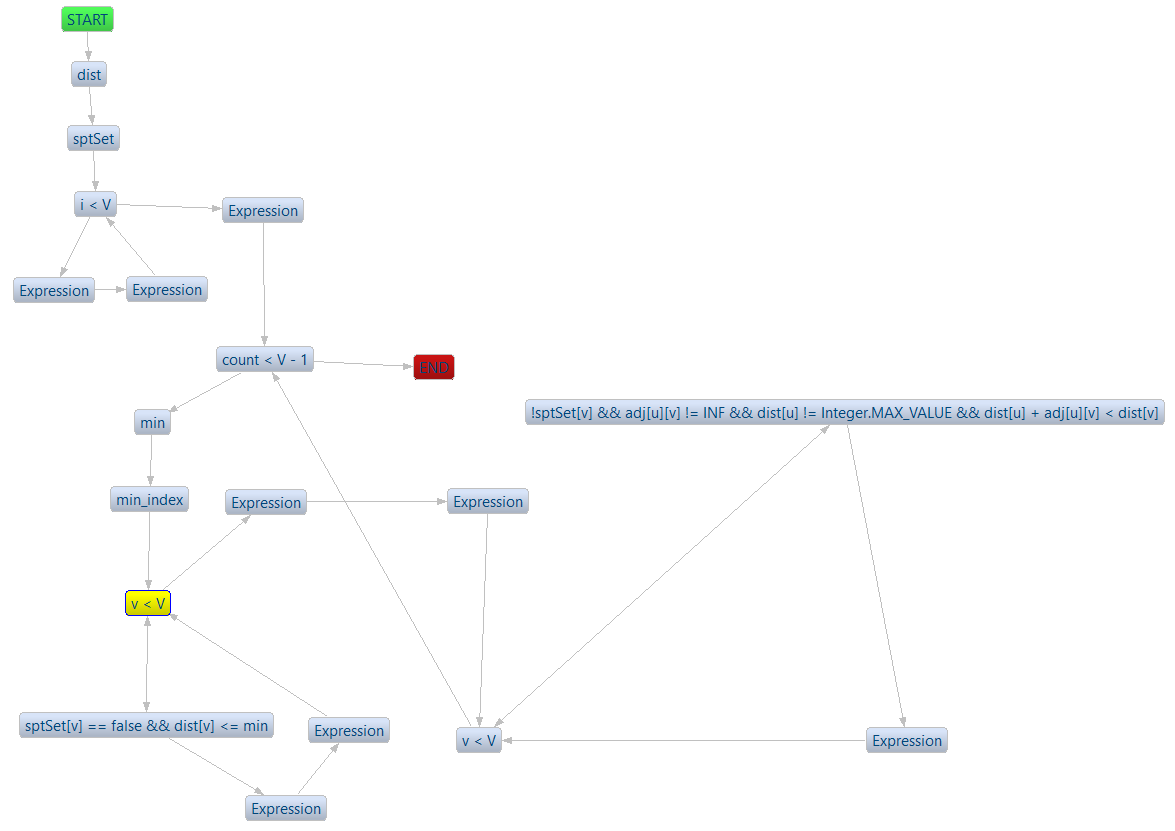 START
dist
sptSet
i < V
Expression
Expression
Expression
count < V - 1
END
min
!sptSet[v] && adj[u][v] != INF && dist[u] != Integer.MAX_VALUE && dist[u] + adj[u][v] < dist[v]
min_index
Expression
Expression
v < V
sptSet[v] == false && dist[v] <= min
Expression
v < V
Expression
Expression